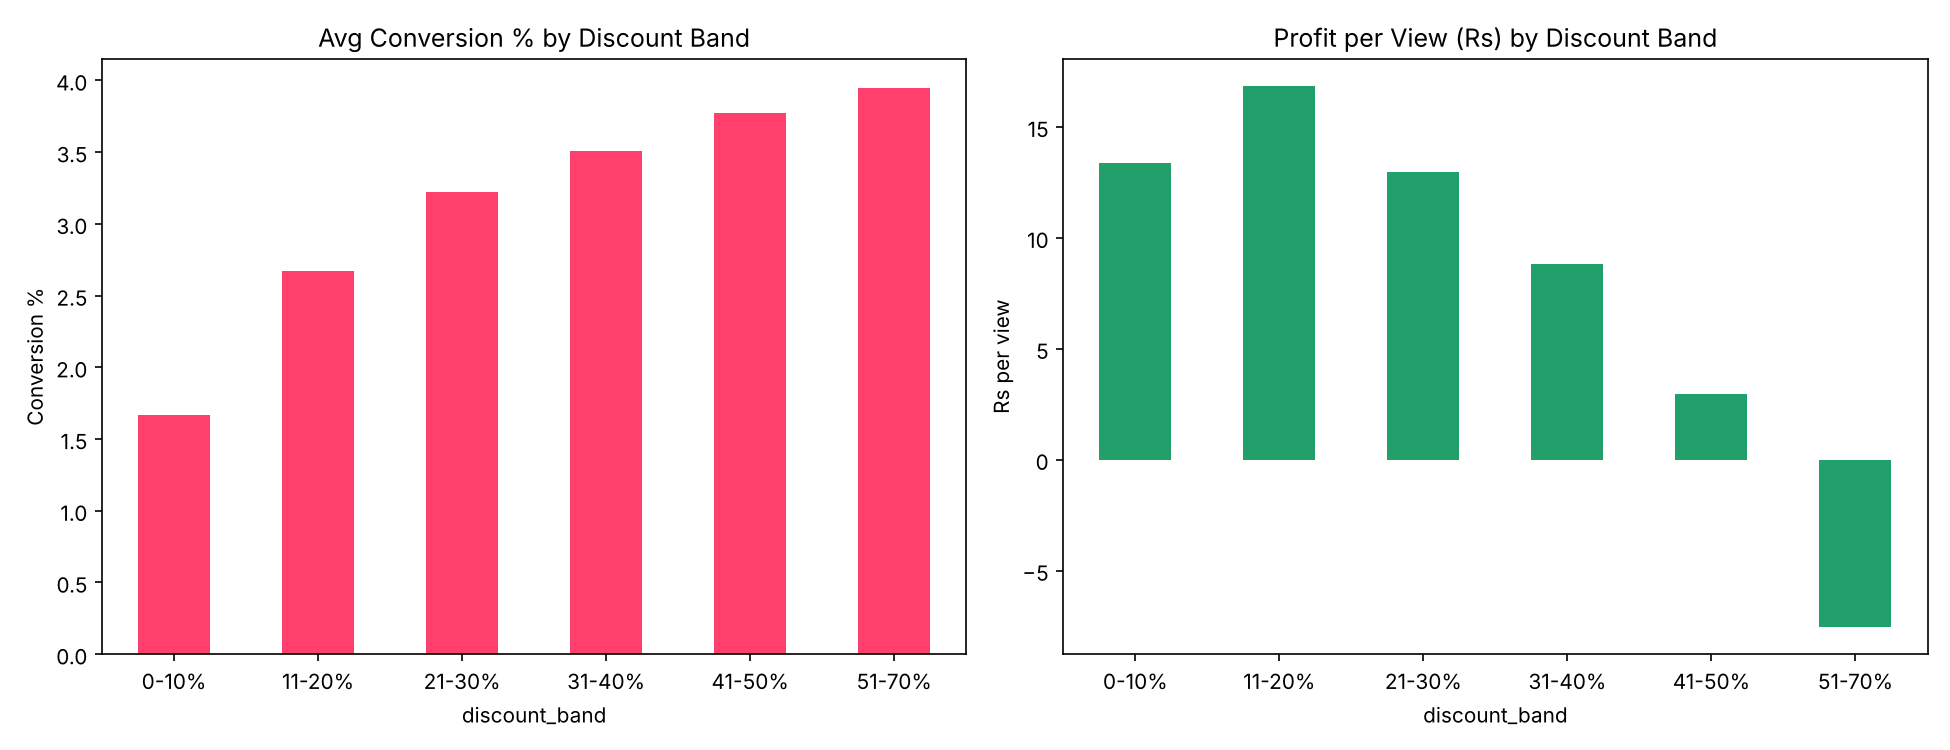 Avg Conversion % by Discount Band
Conversion %
4.0
3.5
3.0
2.5
2.0
1.5
1.0
0.5
0.0
0-10% 11-20% 21-30% 31-40% 41-50% 51-70%
discount_band
Profit per View (Rs) by Discount Band
Rs per view
15
10
5
0
−5
0-10% 11-20% 21-30% 31-40% 41-50% 51-70%
discount_band